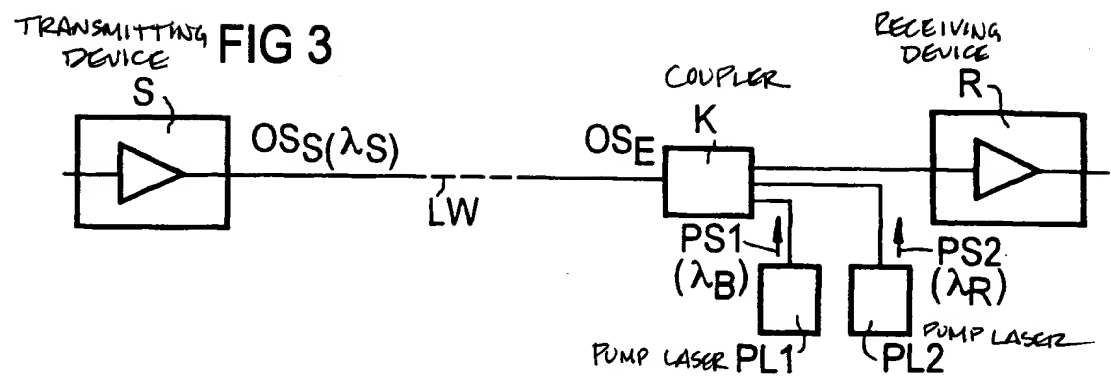 TRANSMITTING DEVICE
FIG 3
S
OSS(λS)
LW
OSE
COUPLER
K
RECEIVING DEVICE
R
PS1
(λB)
PS2
(λR)
PUMP LASER PL1
PL2 PUMP LASER